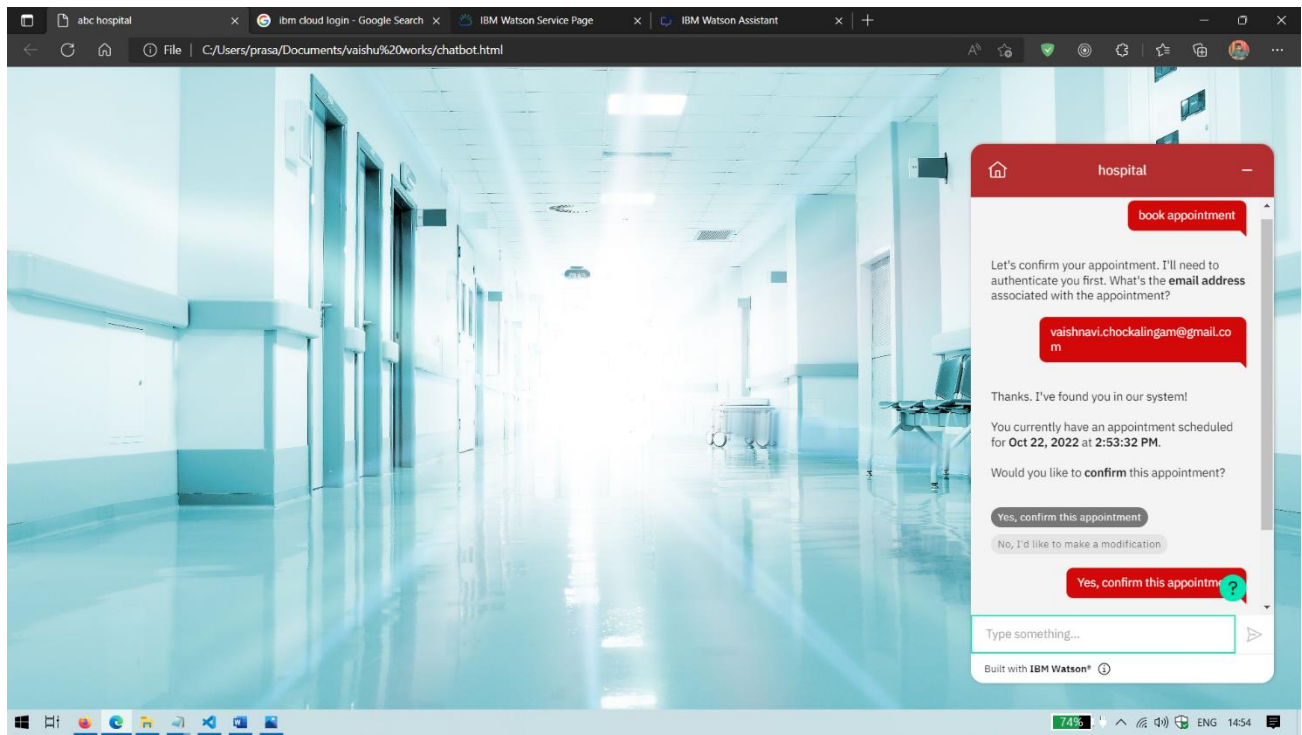 abc hospital
ibm cloud login - Google Search
IBM Watson Service Page
IBM Watson Assistant
File
C:/Users/prasa/Documents/vaishu%20works/chatbot.html
hospital
book appointment
Let's confirm your appointment. I'll need to
authenticate you first. What's the email address
associated with the appointment?
vaishnavi.chockalingam@gmail.co
m
Thanks. I've found you in our system!
You currently have an appointment scheduled
for Oct 22, 2022 at 2:53:32 PM.
Would you like to confirm this appointment?
Yes, confirm this appointment
No, I'd like to make a modification
Yes, confirm this appointme
?
Type something...
Built with IBM Watson®
74%
ENG
14:54